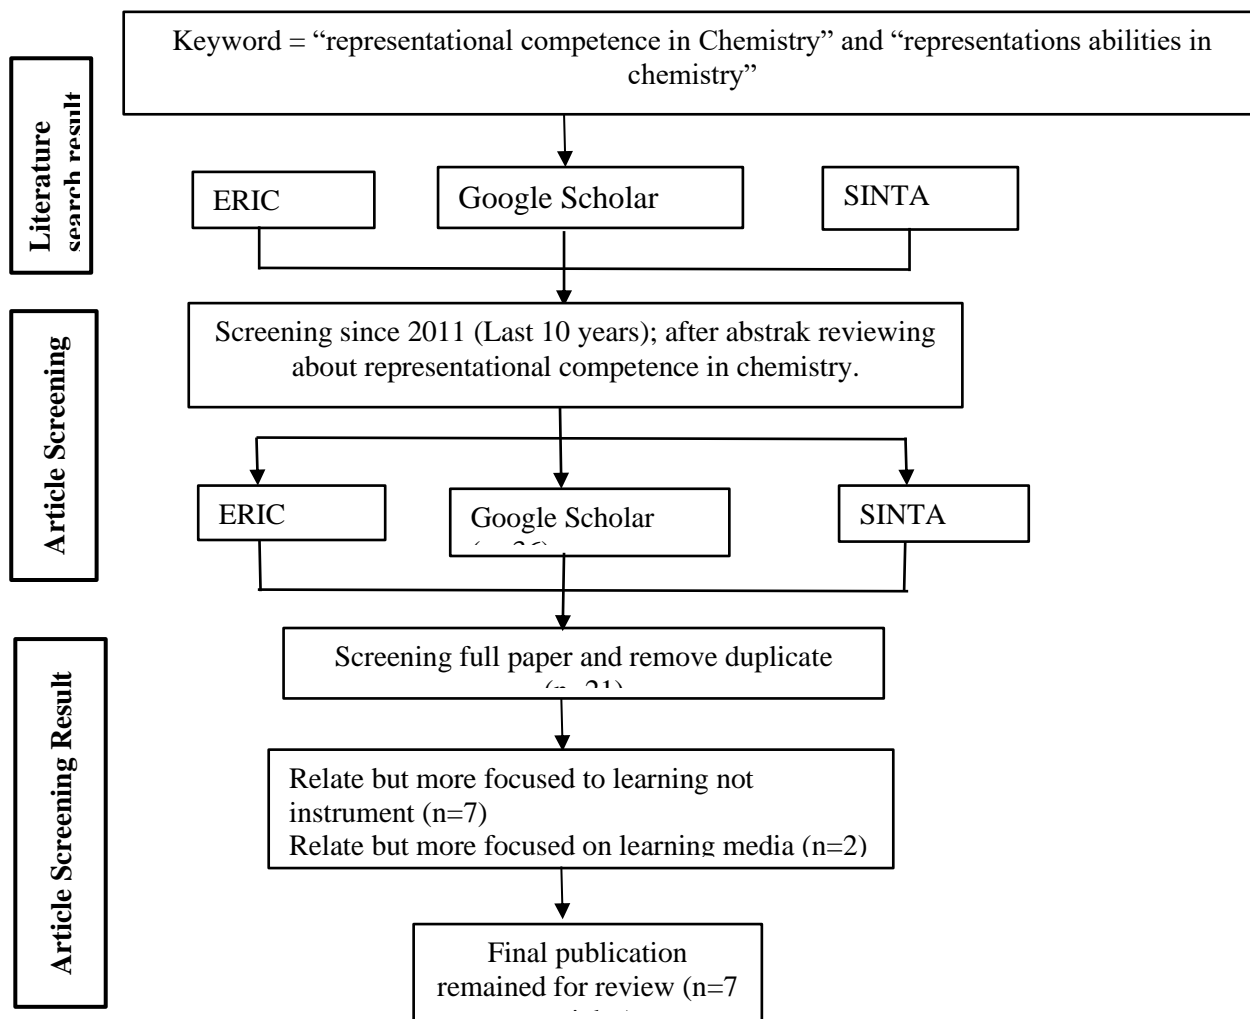 Keyword = “representational competence in Chemistry” and “representations abilities in
chemistry”
Literature
search result
ERIC
Google Scholar
SINTA
Screening since 2011 (Last 10 years); after abstrak reviewing
about representational competence in chemistry.
Article Screening
ERIC
Google Scholar
SINTA
Screening full paper and remove duplicate
Article Screening Result
Relate but more focused to learning not
instrument (n=7)
Relate but more focused on learning media (n=2)
Final publication
remained for review (n=7